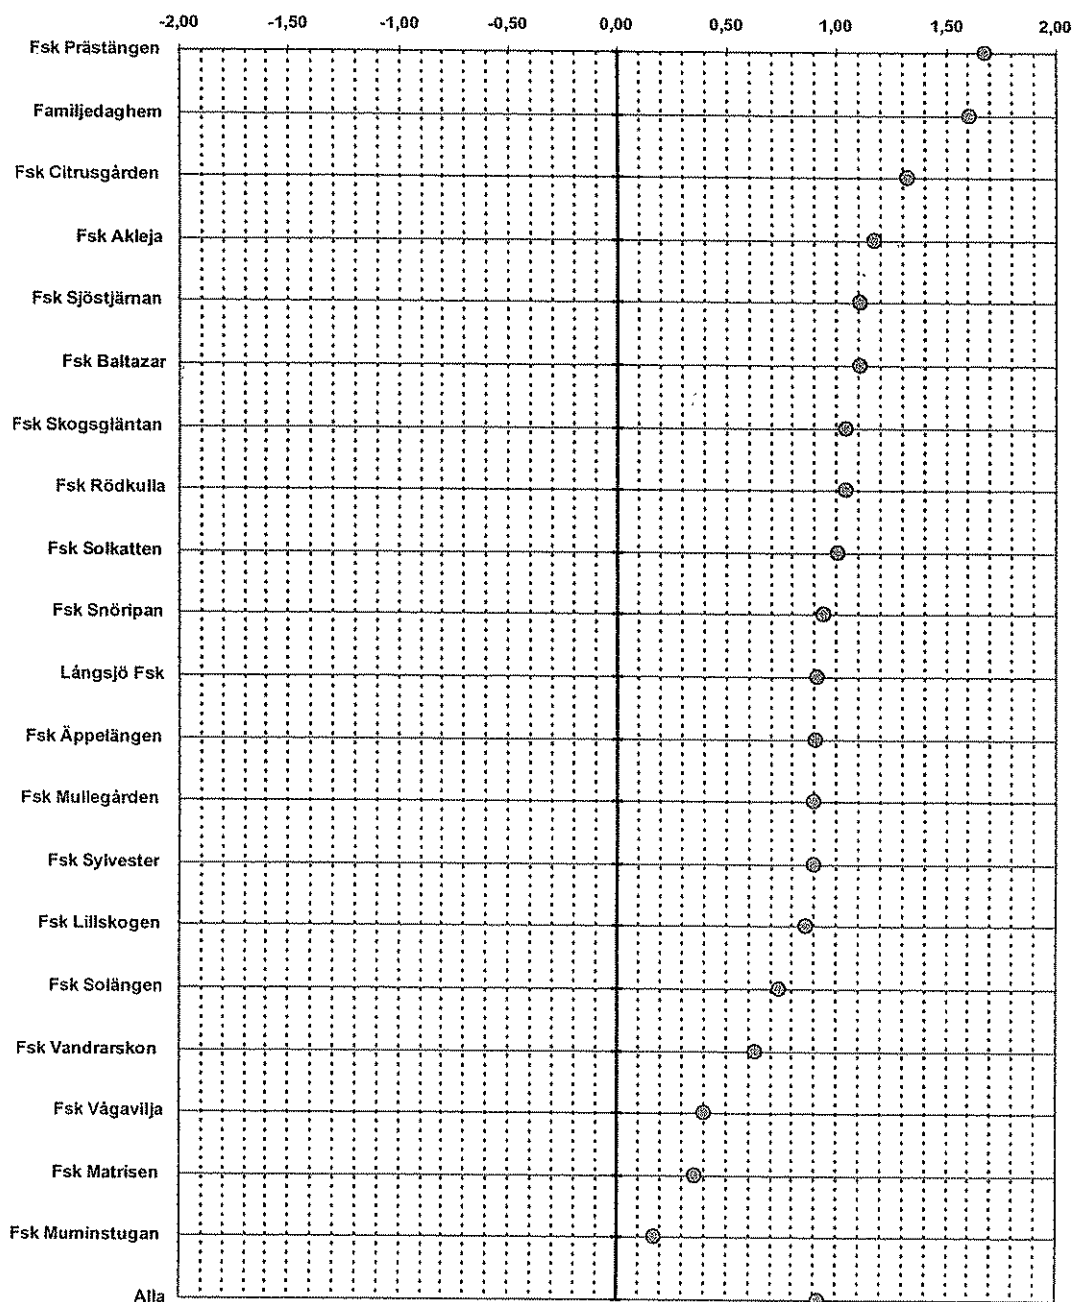 -2,00 -1,50 -1,00 -0,50 0,00 0,50 1,00 1,50 2,00
Fsk Prästängen
Familjedaghem
Fsk Citrusgården
Fsk Akleja
Fsk Sjöstjärnan
Fsk Baltazar
Fsk Skogsgläntan
Fsk Rödkulla
Fsk Solkatten
Fsk Snöripan
Långsjö Fsk
Fsk Äppelängen
Fsk Mullegården
Fsk Sylvester
Fsk Lillskogen
Fsk Solängen
Fsk Vandrarskon
Fsk Vågavilja
Fsk Matrisen
Fsk Muminstugan
Alla